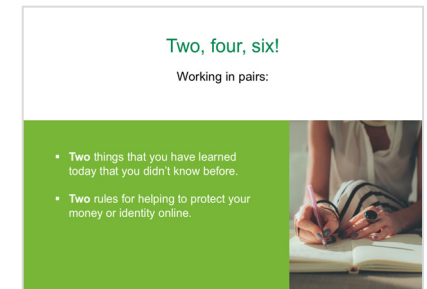 Two, four, six!
Working in pairs:
▪ Two things that you have learned
today that you didn't know before.
▪ Two rules for helping to protect your
money or identity online.